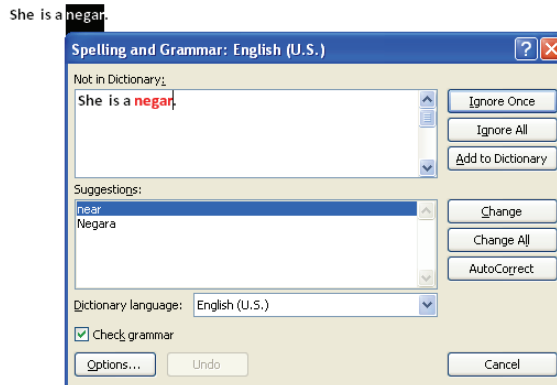 She is a negar.
Spelling and Grammar: English (U.S.)
Not in Dictionary:
She is a negar.
Ignore Once
Ignore All
Add to Dictionary
Suggestions:
near
Negara
Change
Change All
AutoCorrect
Dictionary language: English (U.S.)
Check grammar
Options... Undo Cancel